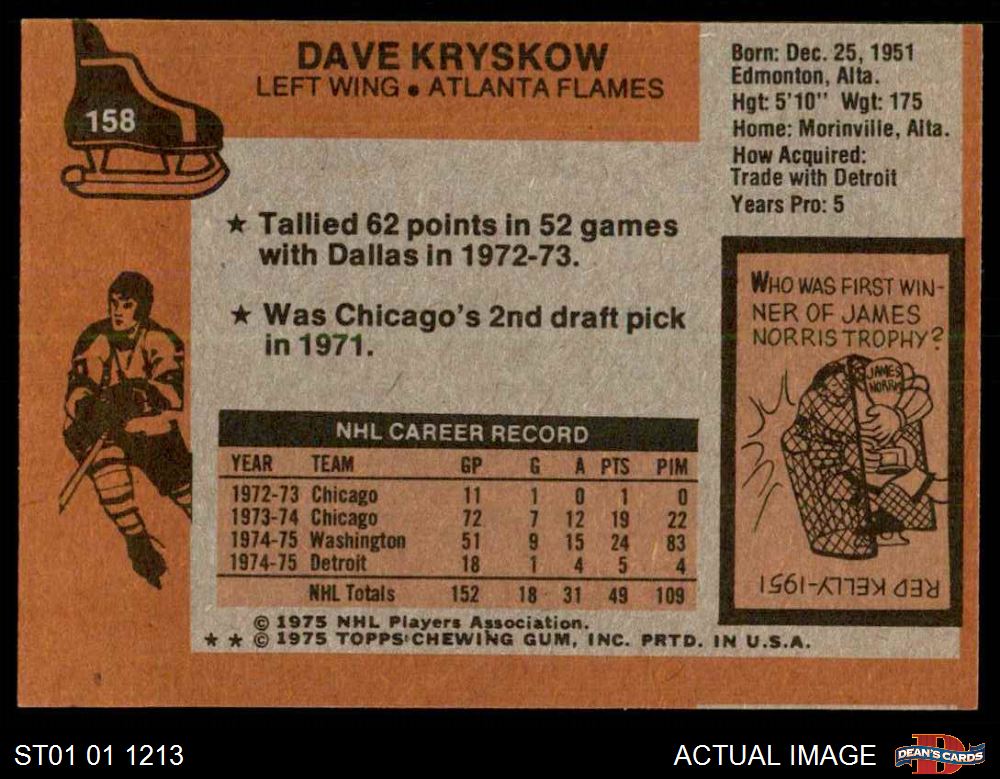 158
DAVE KRYSKOW
LEFT WING • ATLANTA FLAMES
Born: Dec. 25, 1951
Edmonton, Alta.
Hgt: 5'10" Wgt: 175
Home: Morinville, Alta.
How Acquired:
Trade with Detroit
Years Pro: 5
★ Tallied 62 points in 52 games
with Dallas in 1972-73.
★ Was Chicago's 2nd draft pick
in 1971.
WHO WAS FIRST WIN-
NER OF JAMES
NORRIS TROPHY?
JAMES
NORRIS
RED KELLY-1951
NHL CAREER RECORD
YEAR TEAM GP G A PTS PIM
1972-73 Chicago 11 1 0 1 0
1973-74 Chicago 72 7 12 19 22
1974-75 Washington 51 9 15 24 83
1974-75 Detroit 18 1 4 5 4
NHL Totals 152 18 31 49 109
© 1975 NHL Players Association.
★ ★ © 1975 TOPPS CHEWING GUM, INC. PRTD. IN U.S.A.
ST01 01 1213
ACTUAL IMAGE
DEAN'S CARDS